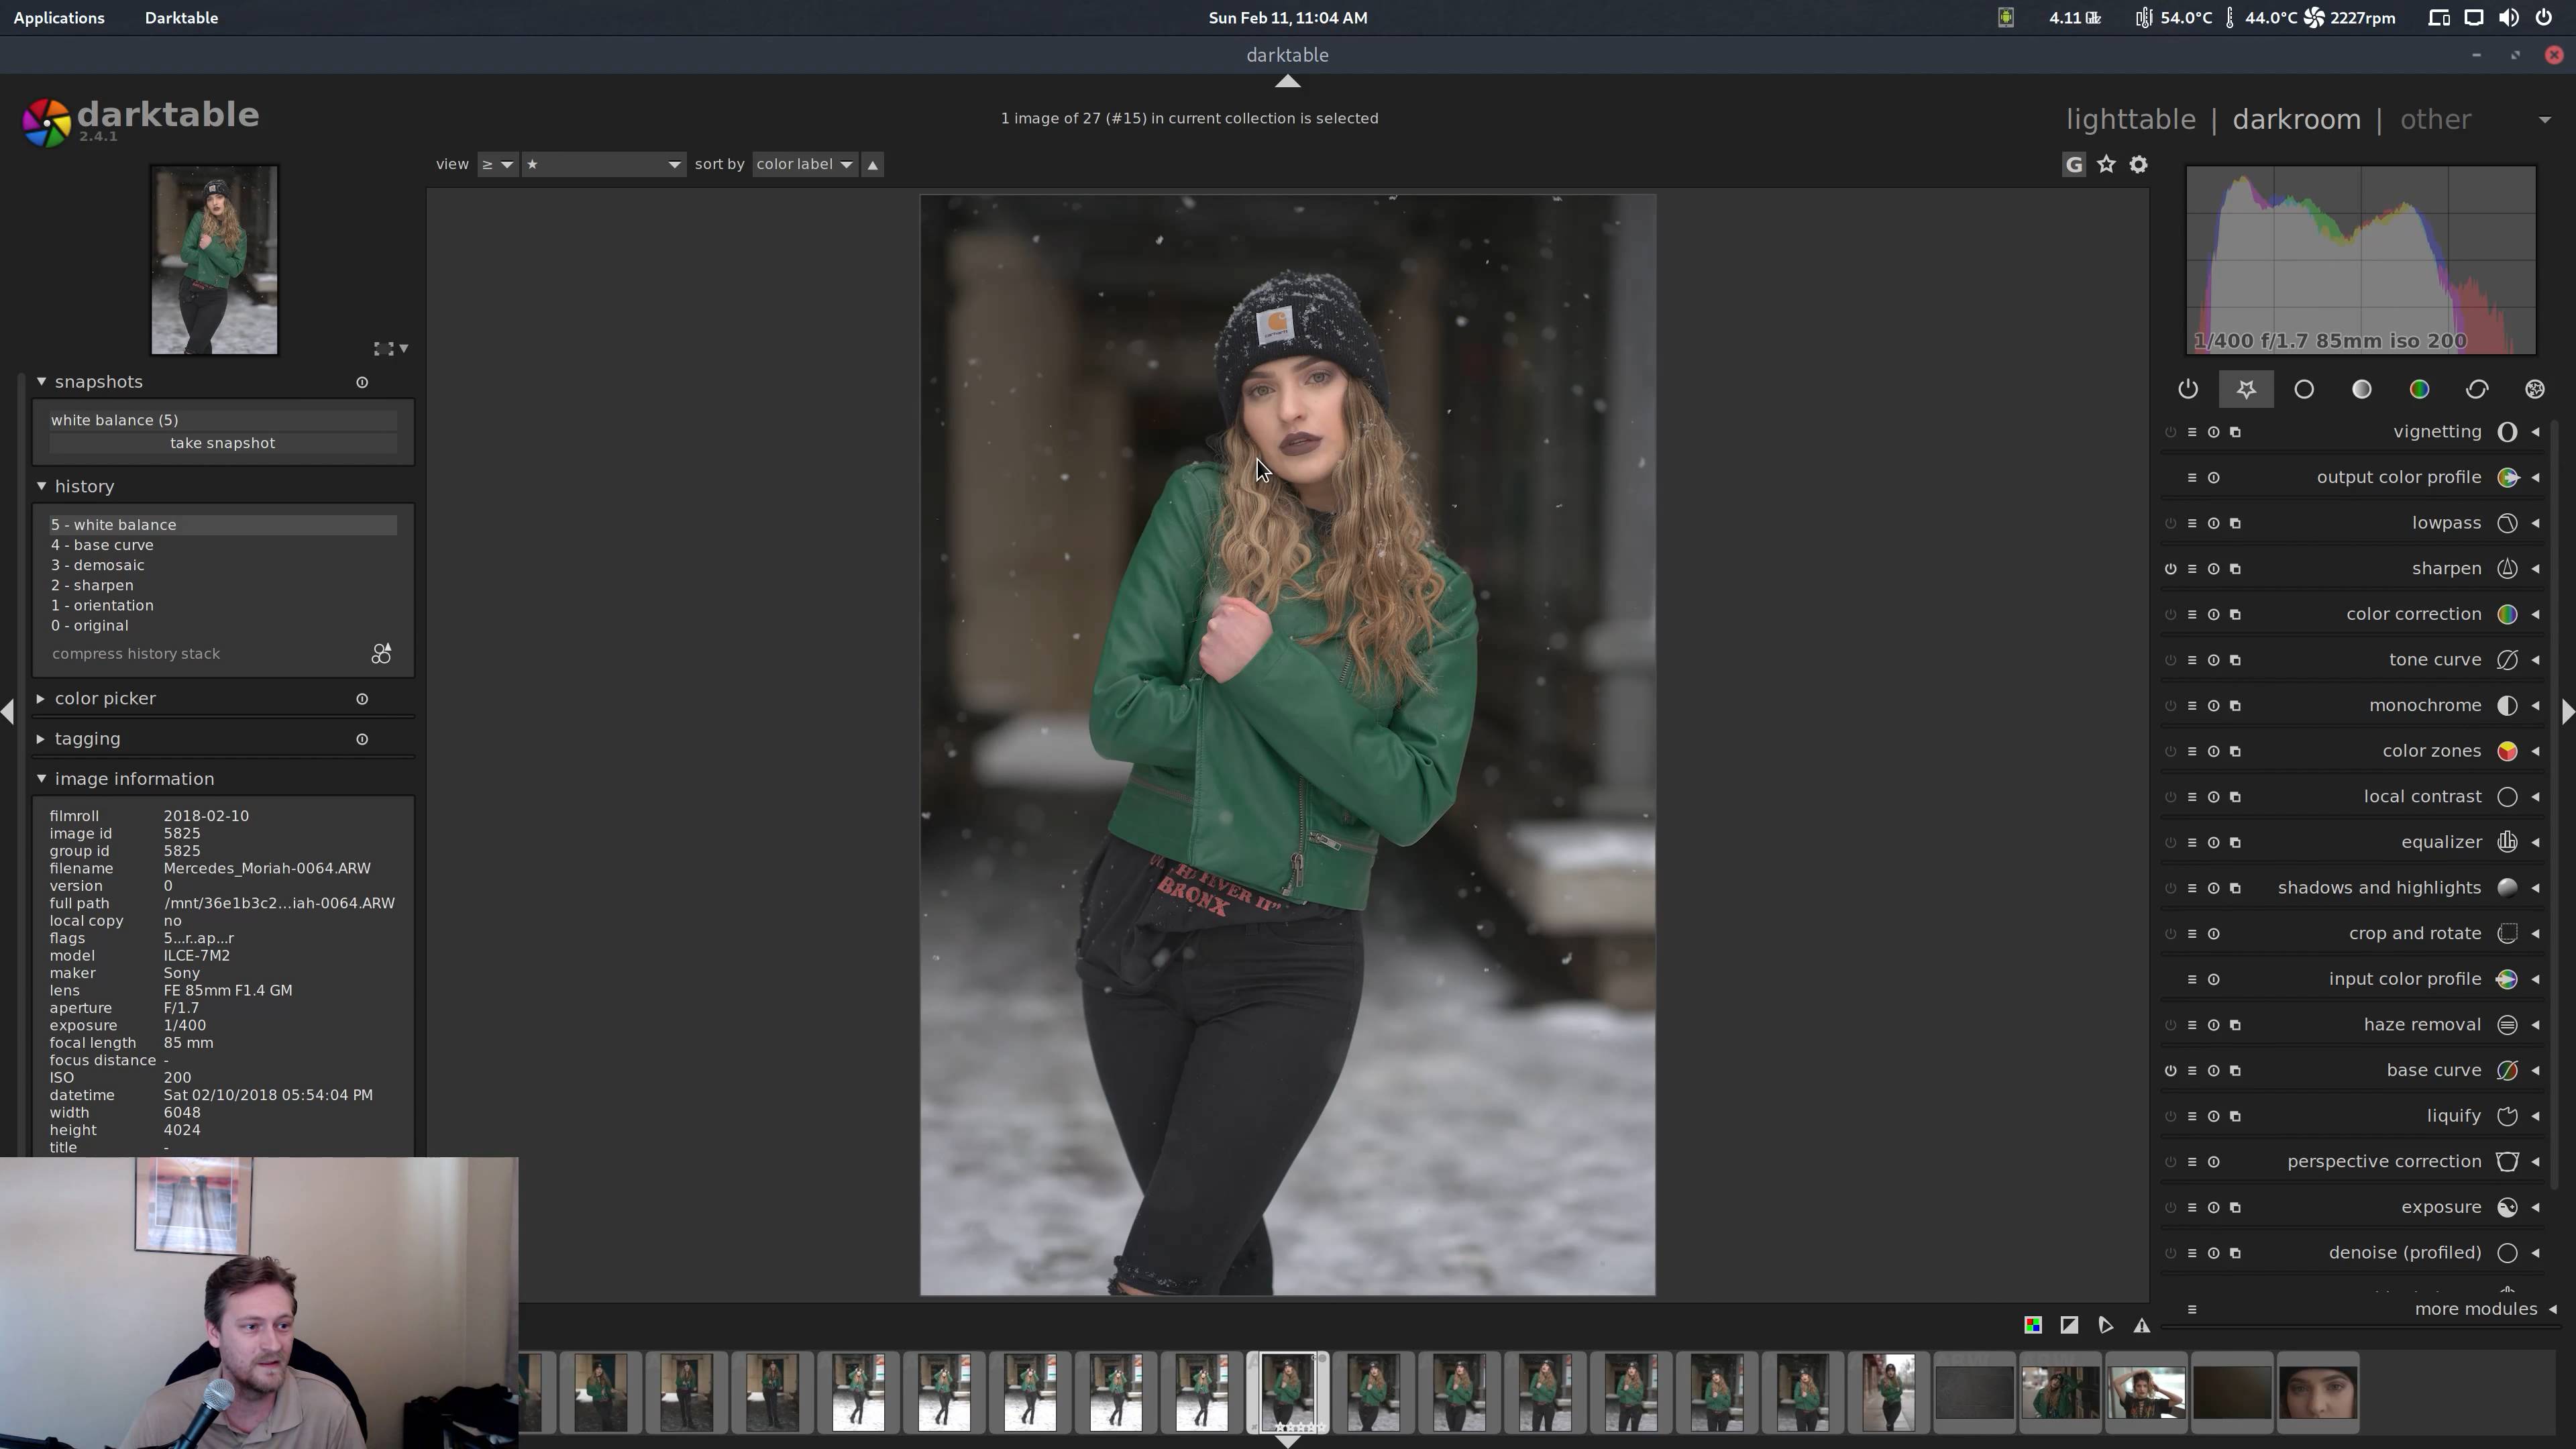 Applications Darktable Sun Feb 11, 11:04 AM 4.11 54.0°C 44.0°C 2227rpm
darktable
darktable
2.4.1
1 image of 27 (#15) in current collection is selected
lighttable | darkroom | other
view ≥ ★ sort by color label
G
1/400 f/1.7 85mm iso 200
snapshots
white balance (5)
take snapshot
history
5 - white balance
4 - base curve
3 - demosaic
2 - sharpen
1 - orientation
0 - original
compress history stack
color picker
tagging
image information
filmroll 2018-02-10
image id 5825
group id 5825
filename Mercedes_Moriah-0064.ARW
version 0
full path /mnt/36e1b3c2...iah-0064.ARW
local copy no
flags 5...r..ap...r
model ILCE-7M2
maker Sony
lens FE 85mm F1.4 GM
aperture F/1.7
exposure 1/400
focal length 85 mm
focus distance -
ISO 200
datetime Sat 02/10/2018 05:54:04 PM
width 6048
height 4024
title -
carhartt
FEVER
BRONX
vignetting
output color profile
lowpass
sharpen
color correction
tone curve
monochrome
color zones
local contrast
equalizer
shadows and highlights
crop and rotate
input color profile
haze removal
base curve
liquify
perspective correction
exposure
denoise (profiled)
more modules